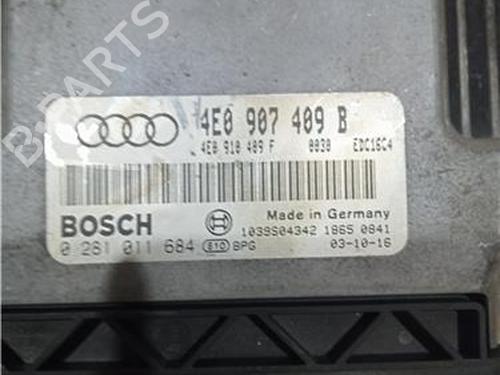 4E0 907 409 B
4E0 910 409 F 0030 EDC16C4
BOSCH
Made in Germany
0 281 011 684 810 BPG
1039S04342 1865 0841
03-10-16
B-PARTS